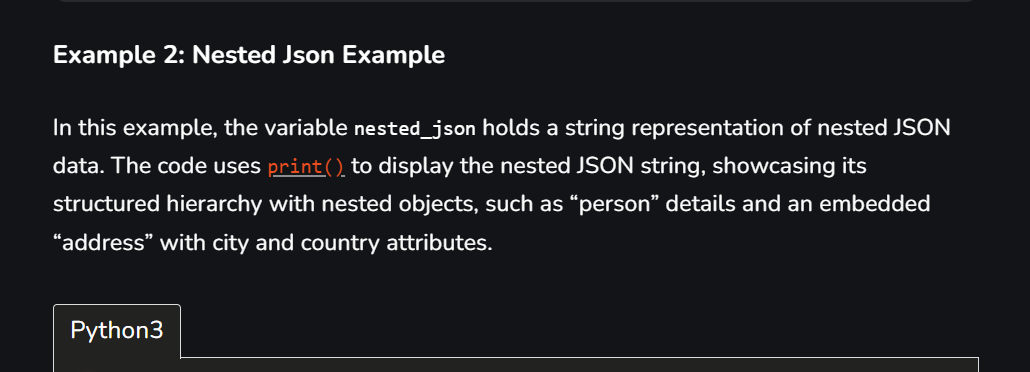 Example 2: Nested Json Example
In this example, the variable nested_json holds a string representation of nested JSON
data. The code uses print() to display the nested JSON string, showcasing its
structured hierarchy with nested objects, such as “person” details and an embedded
“address” with city and country attributes.
Python3